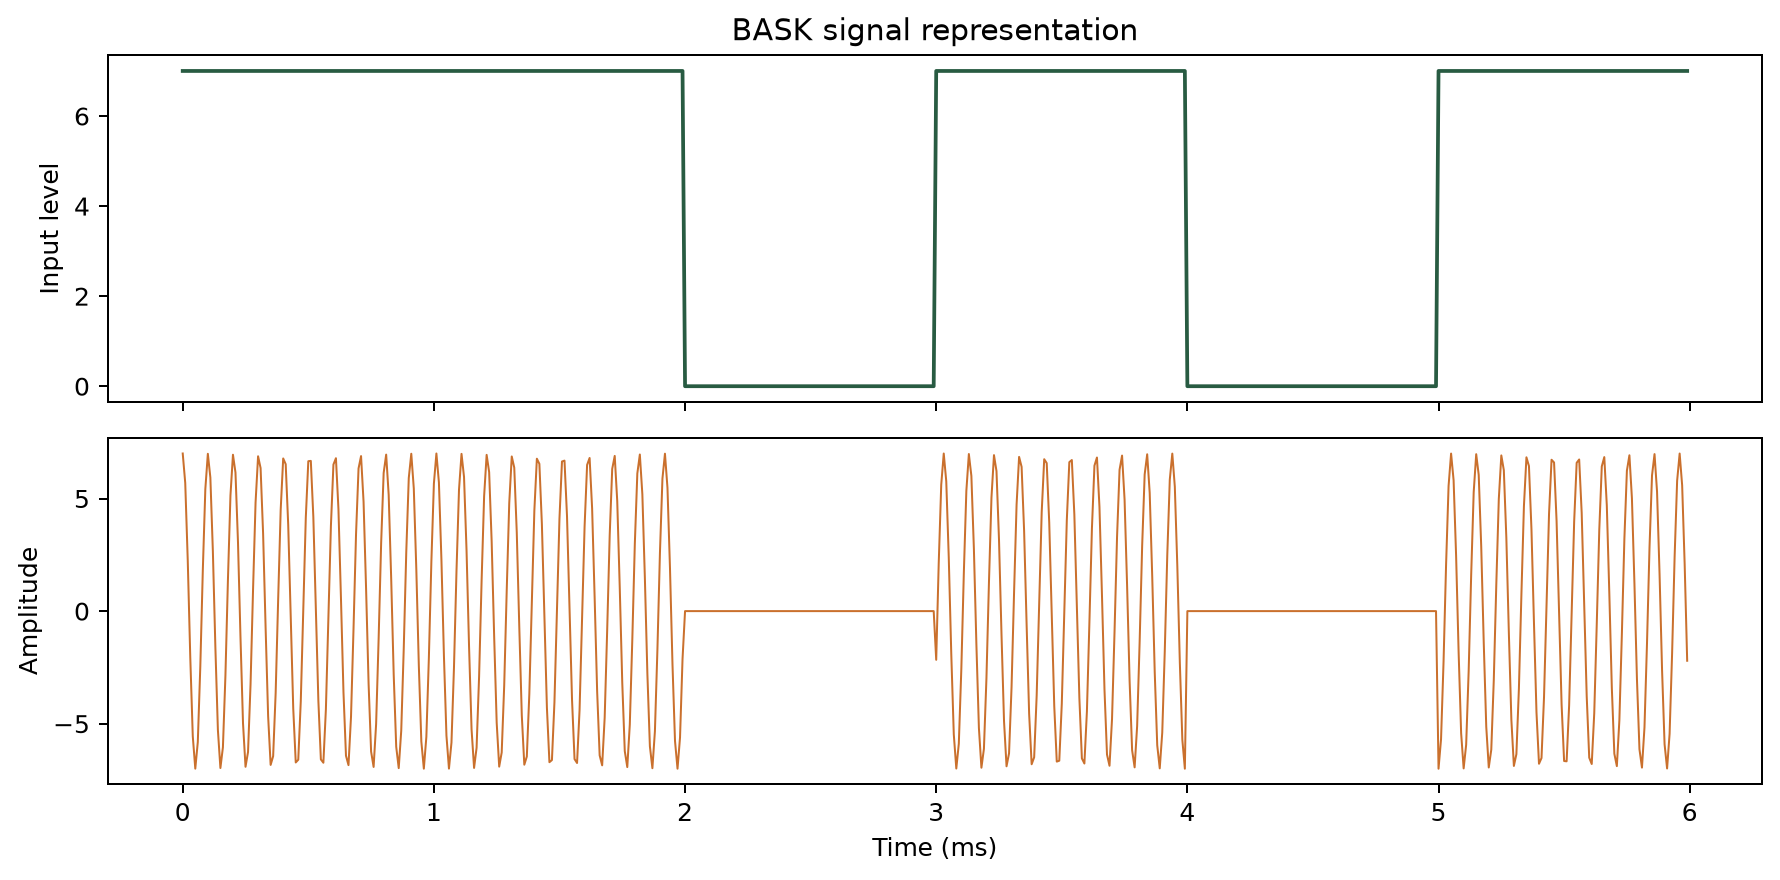 BASK signal representation
Input level
6
4
2
0
Amplitude
5
0
−5
0 1 2 3 4 5 6
Time (ms)